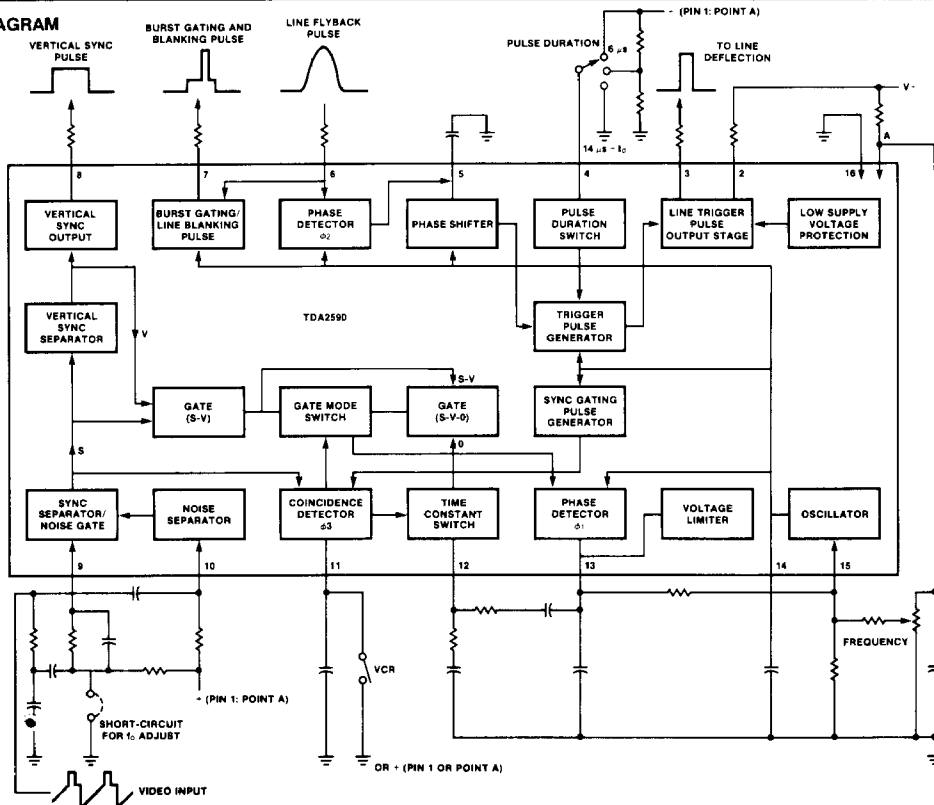 AGRAM
VERTICAL SYNC
PULSE
BURST GATING AND
BLANKING PULSE
LINE FLYBACK
PULSE
PULSE DURATION
6 μs
+ (PIN 1: POINT A)
TO LINE
DEFLECTION
V+
A
14 μs - td
8
7
6
5
4
3
2
16
VERTICAL
SYNC
OUTPUT
BURST GATING/
LINE BLANKING
PULSE
PHASE
DETECTOR
φ2
PHASE SHIFTER
PULSE
DURATION
SWITCH
LINE TRIGGER
PULSE
OUTPUT STAGE
LOW SUPPLY
VOLTAGE
PROTECTION
VERTICAL
SYNC
SEPARATOR
V
TDA2590
TRIGGER
PULSE
GENERATOR
GATE
(S-V)
GATE MODE
SWITCH
S-V
GATE
(S-V-0)
SYNC GATING
PULSE
GENERATOR
S
0
SYNC
SEPARATOR/
NOISE GATE
NOISE
SEPARATOR
COINCIDENCE
DETECTOR
φ3
TIME
CONSTANT
SWITCH
PHASE
DETECTOR
φ1
VOLTAGE
LIMITER
OSCILLATOR
9
10
11
12
13
14
15
FREQUENCY
VCR
+ (PIN 1: POINT A)
SHORT-CIRCUIT
FOR fo ADJUST
OR + (PIN 1 OR POINT A)
VIDEO INPUT